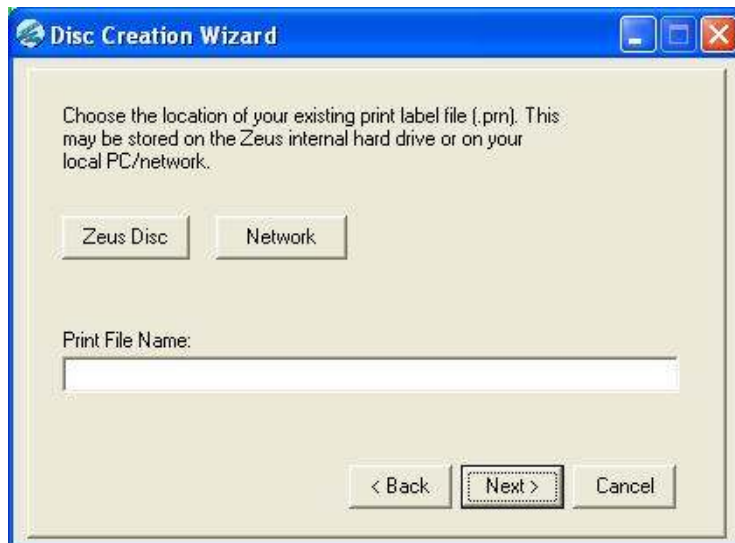 Disc Creation Wizard
Choose the location of your existing print label file (.prn). This
may be stored on the Zeus internal hard drive or on your
local PC/network.
Zeus Disc
Network
Print File Name:
< Back
Next >
Cancel